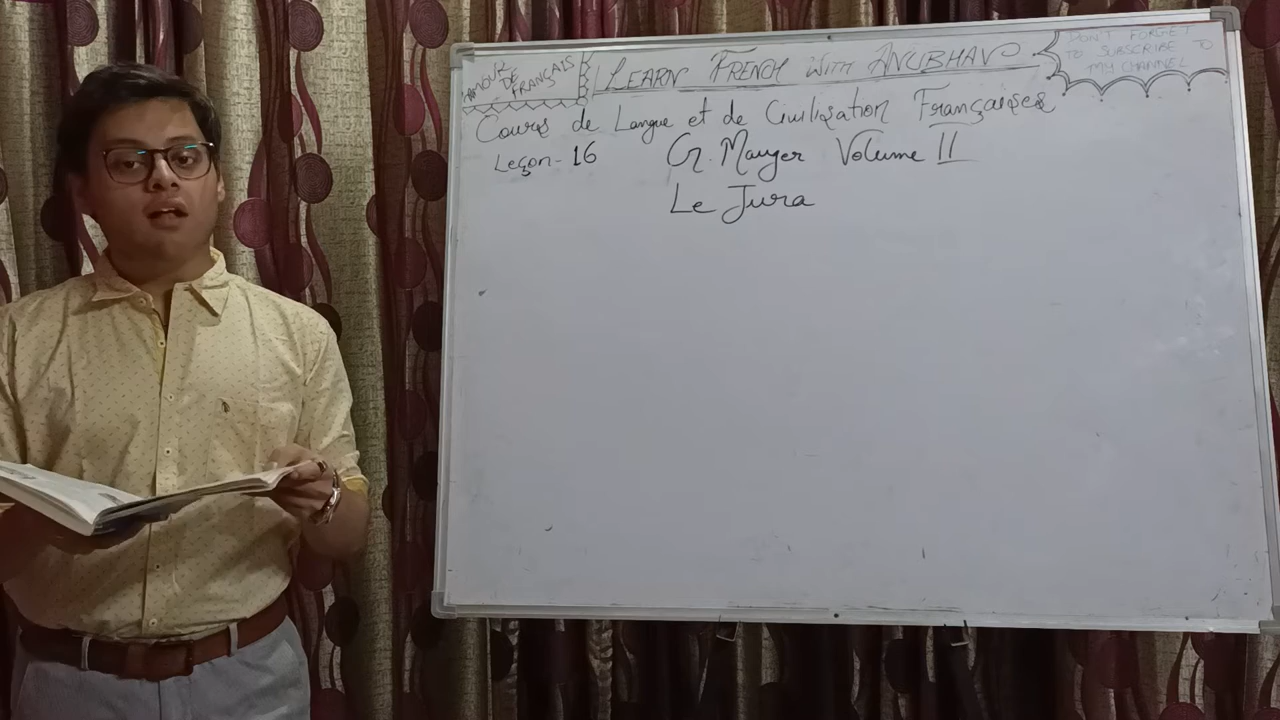 AMOUR
DE
FRANÇAIS
LEARN FRENCH WITH ANUBHAV
DON'T FORGET
TO SUBSCRIBE TO
MY CHANNEL
Cours de Langue et de Civilisation Françaises
Leçon - 16
G. Mauger Volume II
Le Jura